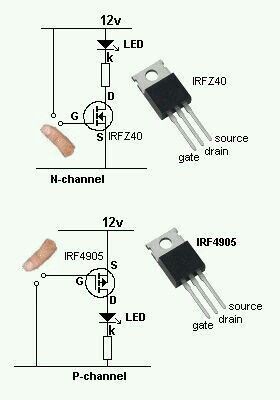 12v
LED
k
D
G
IRFZ40
S
N-channel
IRFZ40
source
drain
gate
12v
IRF4905
S
G
D
LED
k
P-channel
IRF4905
source
drain
gate